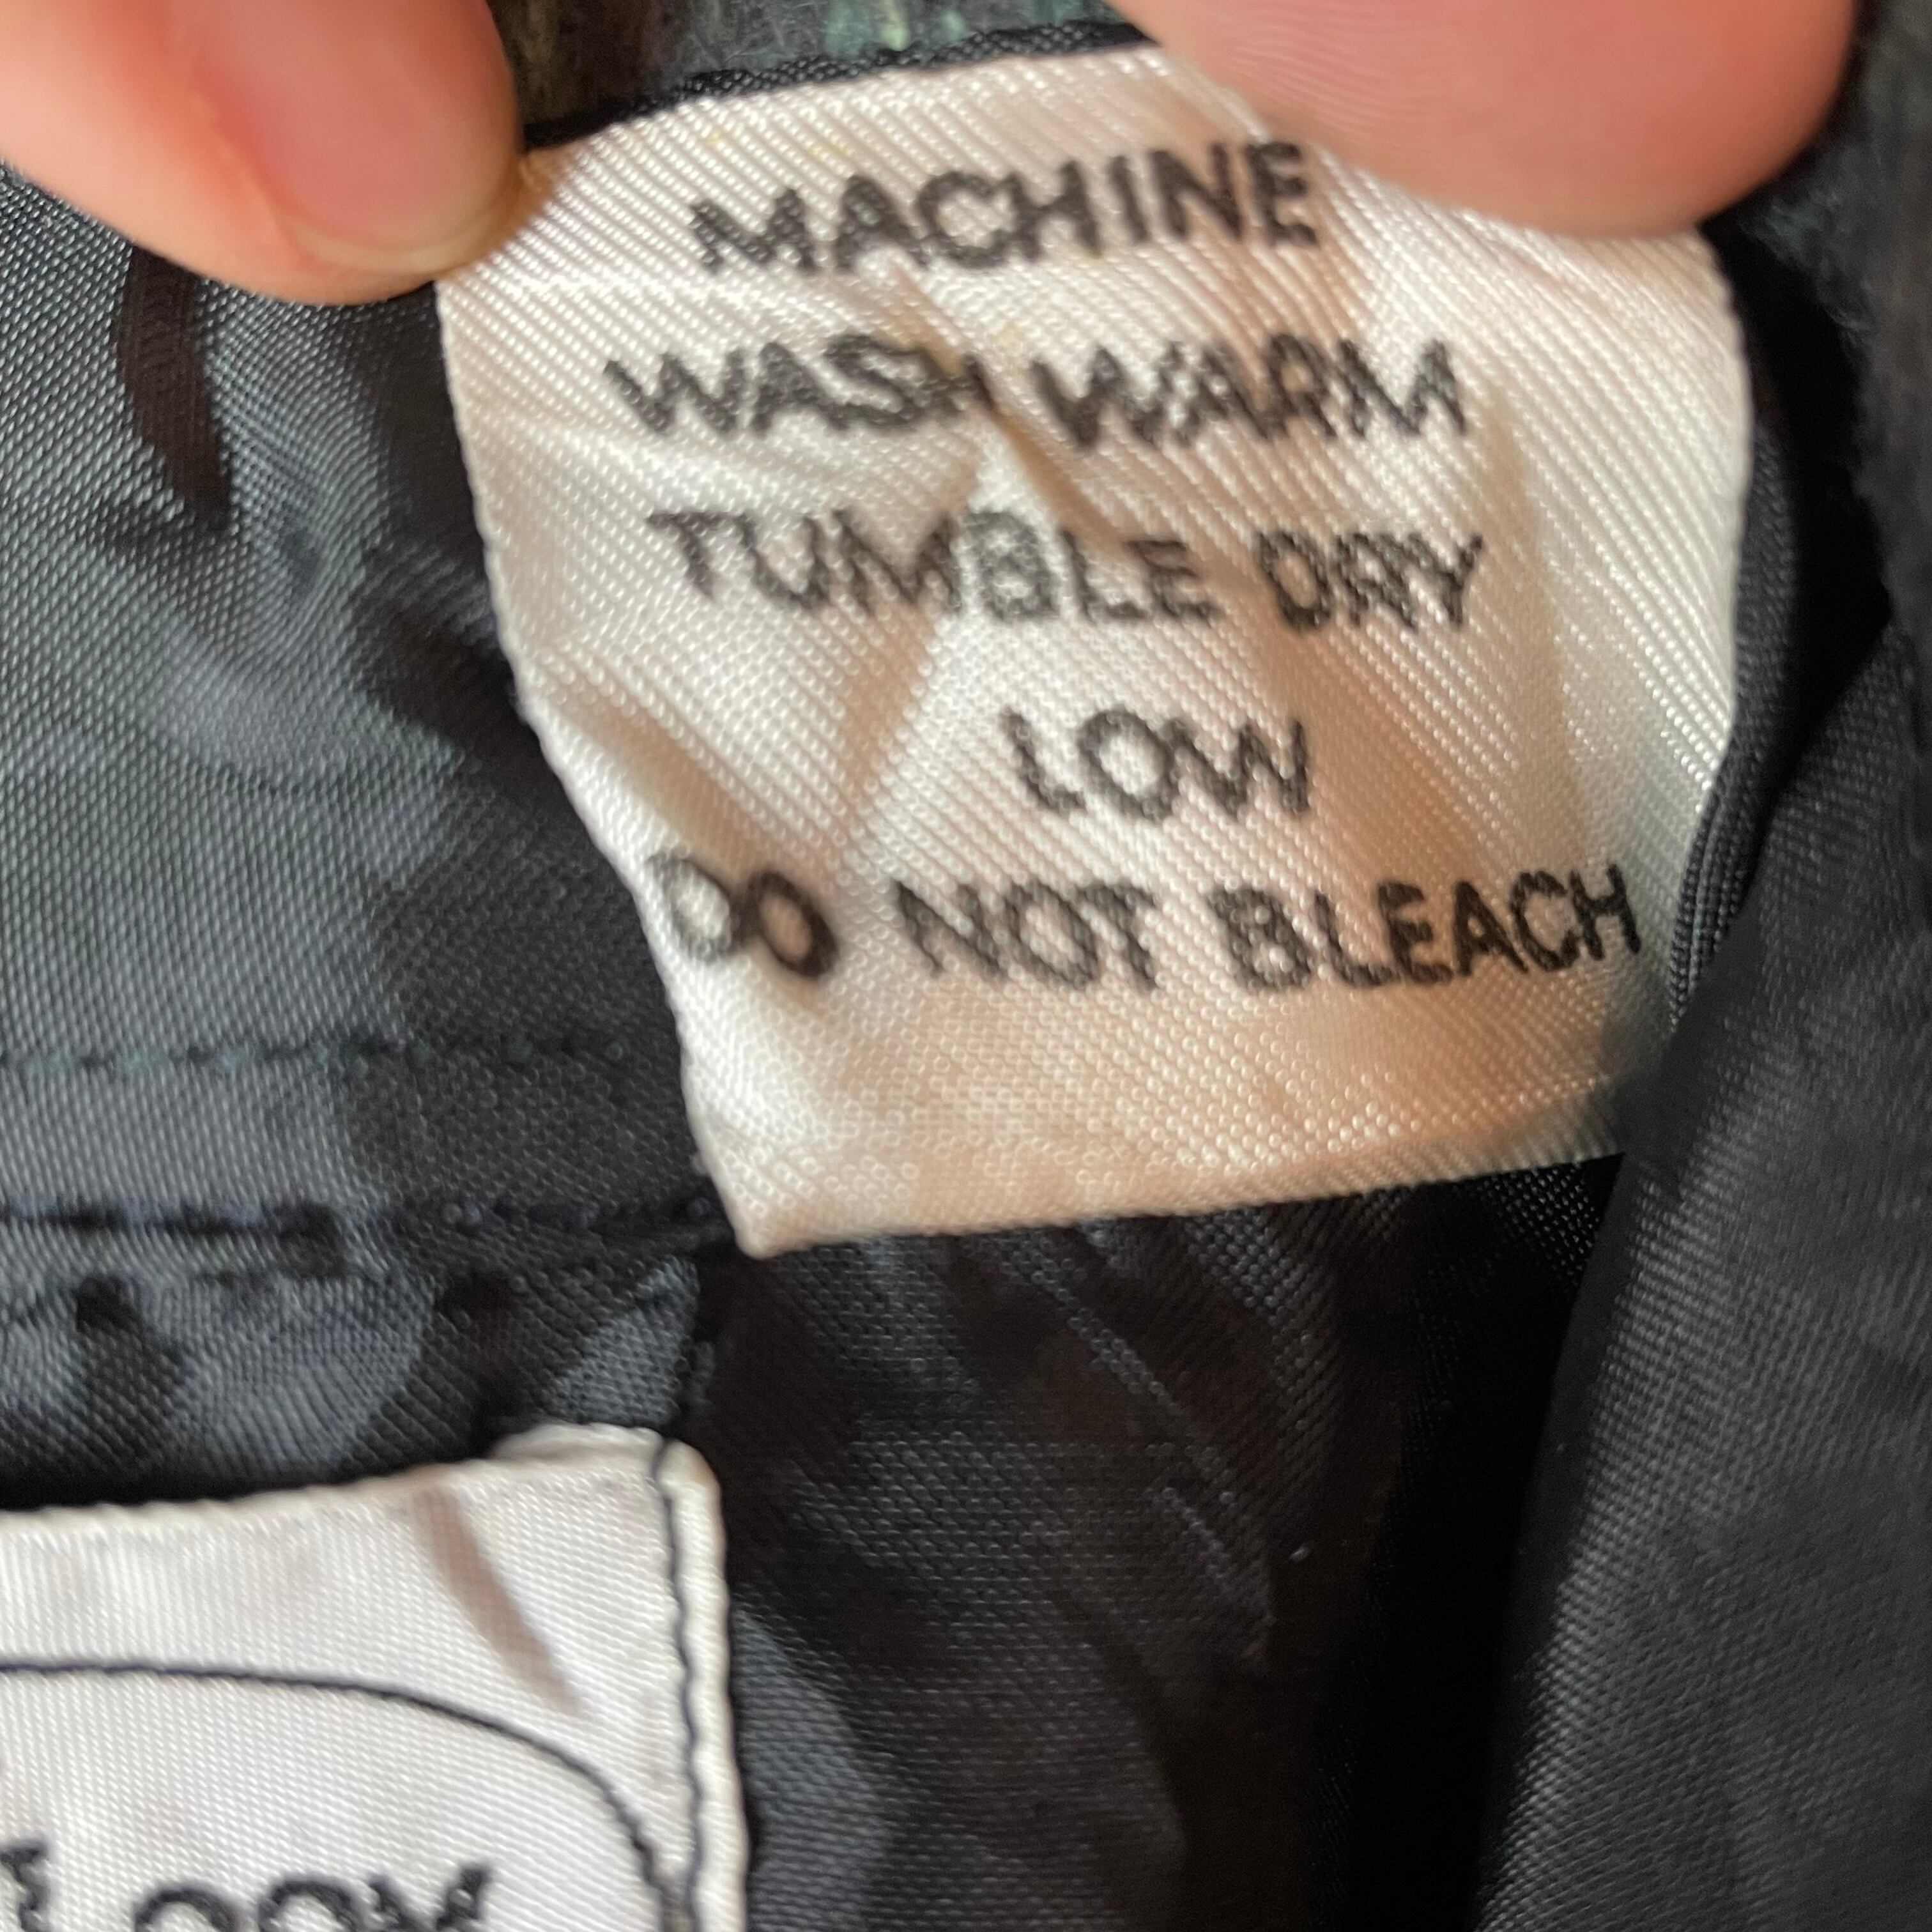 MACHINE
WASH WARM
TUMBLE DRY
LOW
DO NOT BLEACH